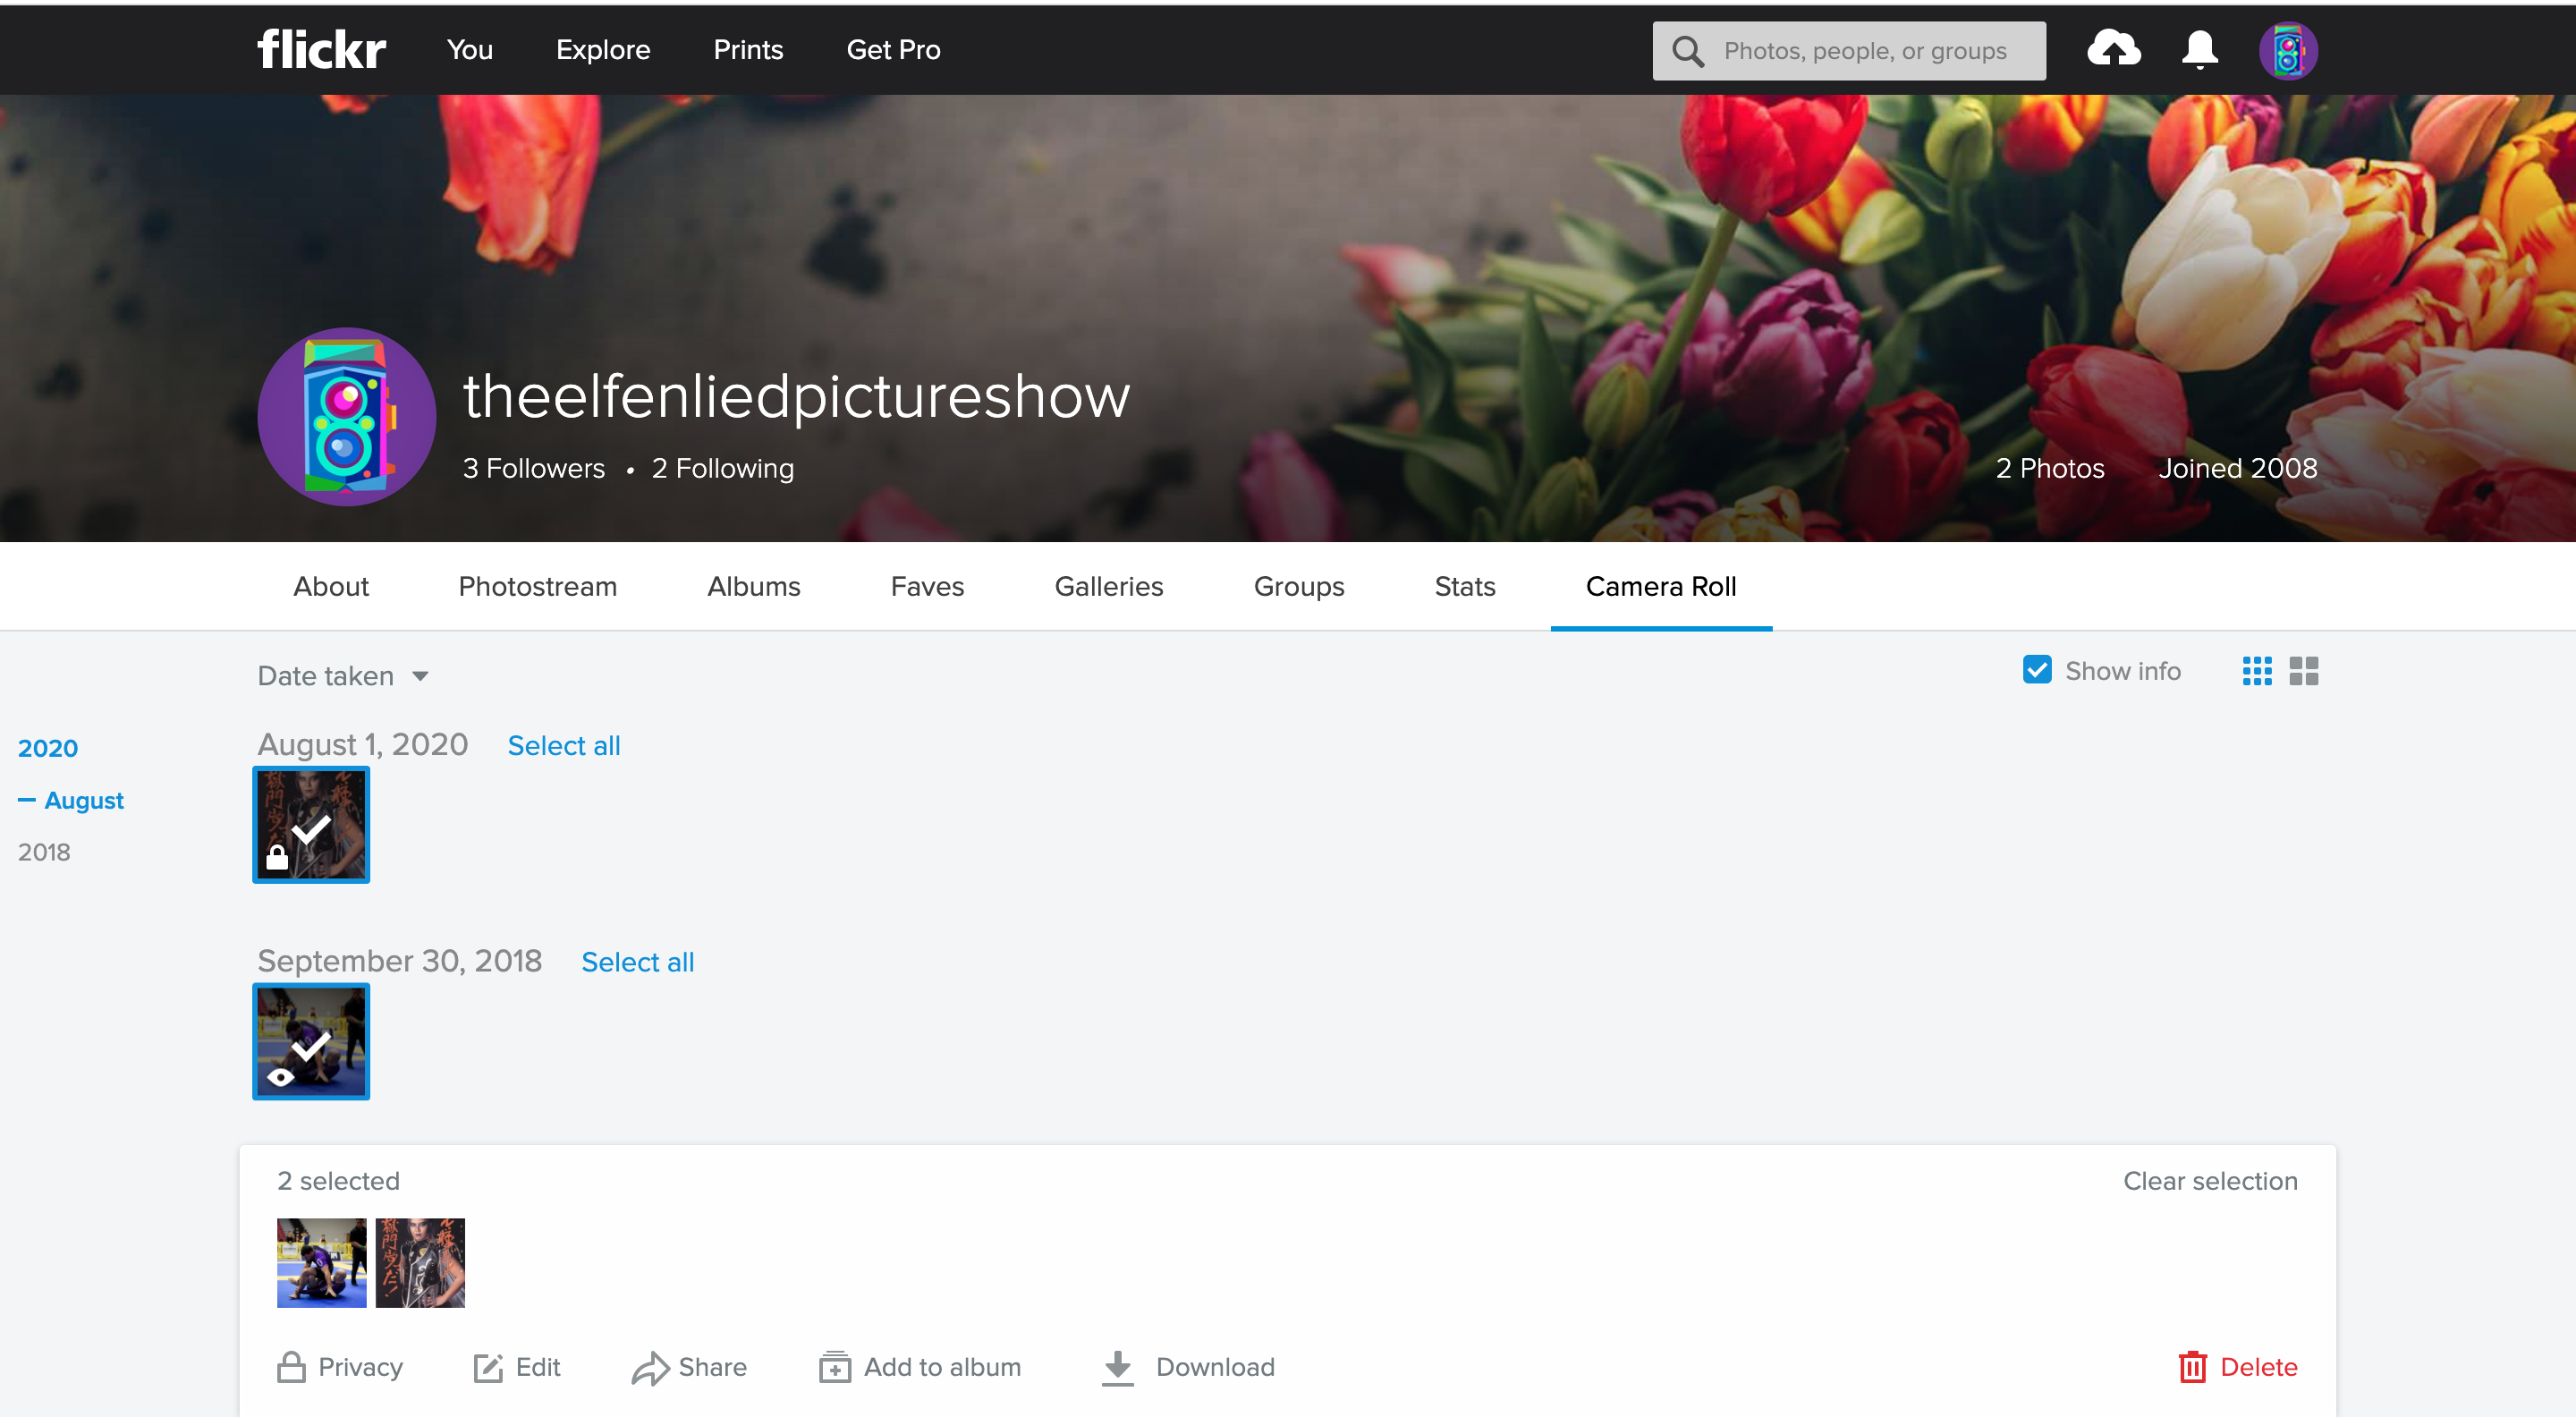 flickr You Explore Prints Get Pro Photos, people, or groups
theelfenliedpictureshow
3 Followers • 2 Following 2 Photos Joined 2008
About Photostream Albums Faves Galleries Groups Stats Camera Roll
Date taken Show info
2020 August 1, 2020 Select all
August
2018
September 30, 2018 Select all
2 selected Clear selection
Privacy Edit Share Add to album Download Delete